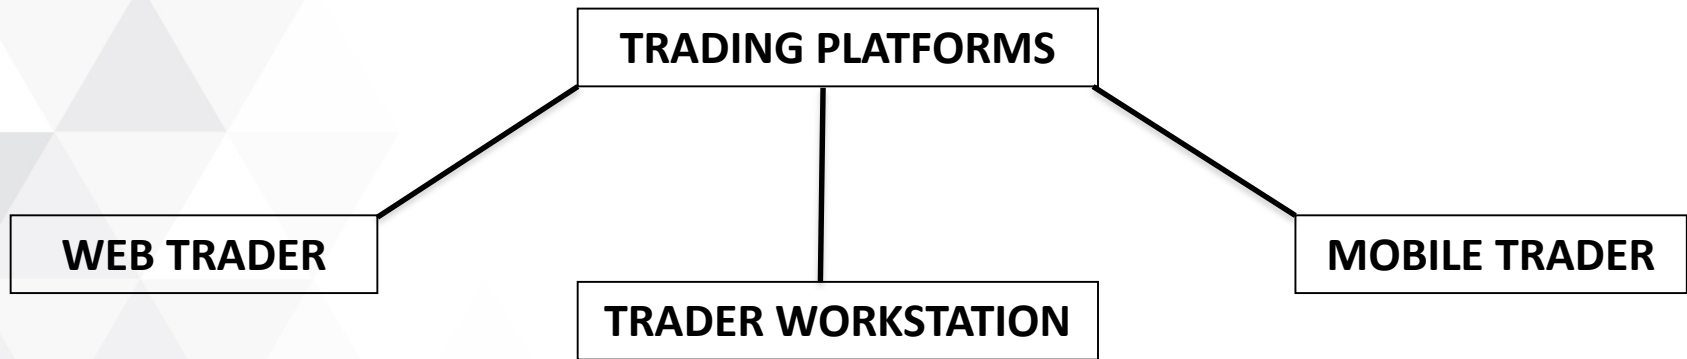 TRADING PLATFORMS
WEB TRADER
TRADER WORKSTATION
MOBILE TRADER